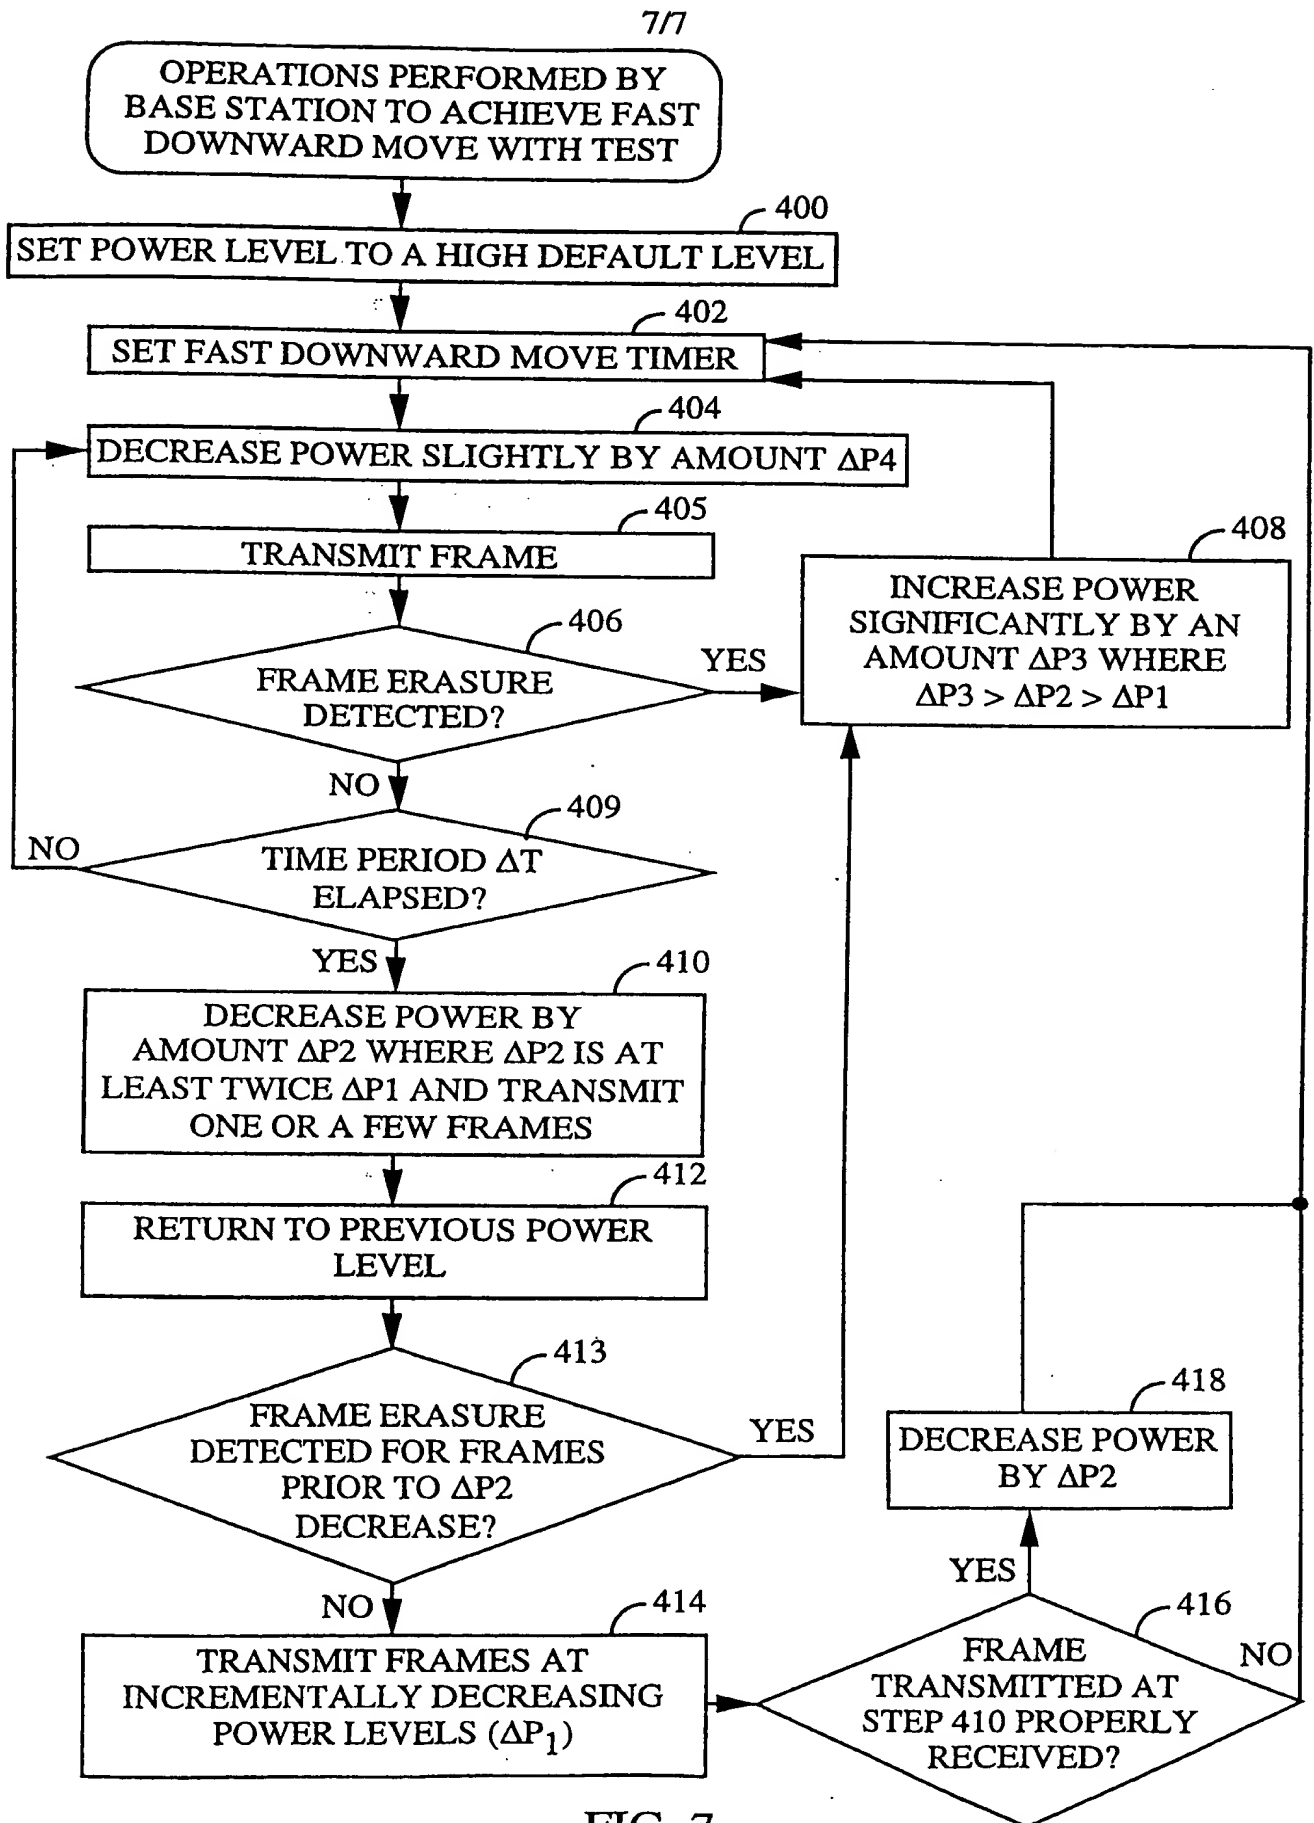 7/7
OPERATIONS PERFORMED BY
BASE STATION TO ACHIEVE FAST
DOWNWARD MOVE WITH TEST
400
SET POWER LEVEL TO A HIGH DEFAULT LEVEL
402
SET FAST DOWNWARD MOVE TIMER
404
DECREASE POWER SLIGHTLY BY AMOUNT ΔP4
405
TRANSMIT FRAME
406
FRAME ERASURE
DETECTED?
YES
408
INCREASE POWER
SIGNIFICANTLY BY AN
AMOUNT ΔP3 WHERE
ΔP3 > ΔP2 > ΔP1
NO
409
TIME PERIOD ΔT
ELAPSED?
NO
YES
410
DECREASE POWER BY
AMOUNT ΔP2 WHERE ΔP2 IS AT
LEAST TWICE ΔP1 AND TRANSMIT
ONE OR A FEW FRAMES
412
RETURN TO PREVIOUS POWER
LEVEL
413
FRAME ERASURE
DETECTED FOR FRAMES
PRIOR TO ΔP2
DECREASE?
YES
NO
414
TRANSMIT FRAMES AT
INCREMENTALLY DECREASING
POWER LEVELS (ΔP₁)
416
FRAME
TRANSMITTED AT
STEP 410 PROPERLY
RECEIVED?
NO
YES
418
DECREASE POWER
BY ΔP2
FIG. 7